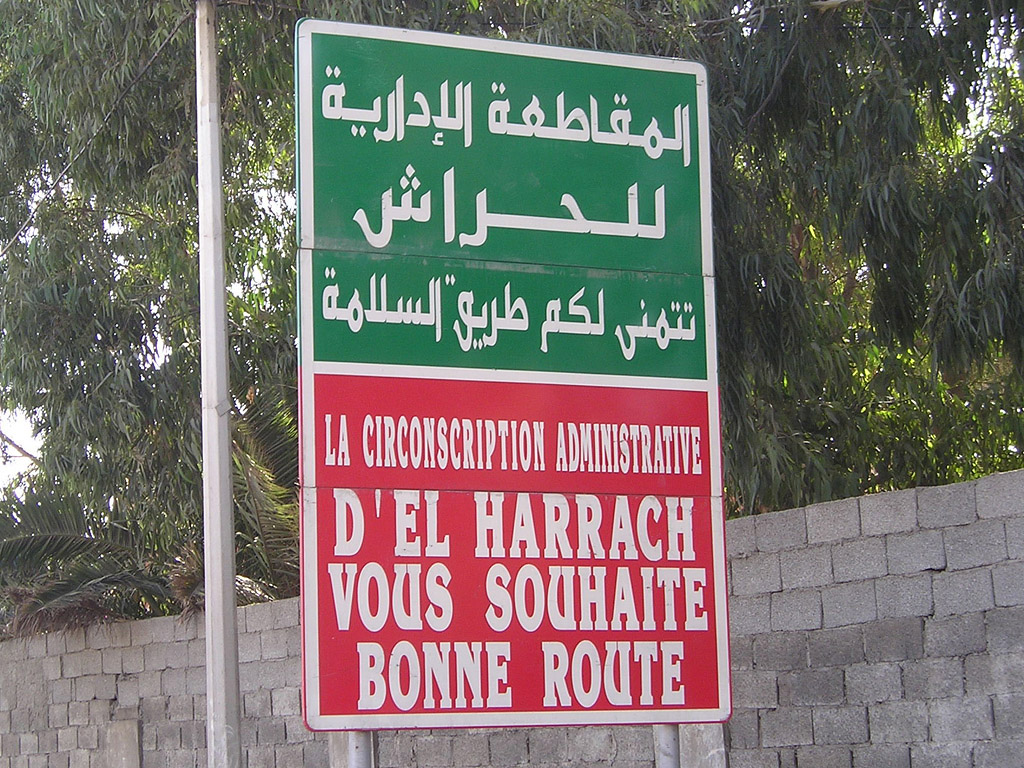 المقاطعة الإدارية
للحراش
تتمنى لكم طريق السلامة
LA CIRCONSCRIPTION ADMINISTRATIVE
D'EL HARRACH
VOUS SOUHAITE
BONNE ROUTE